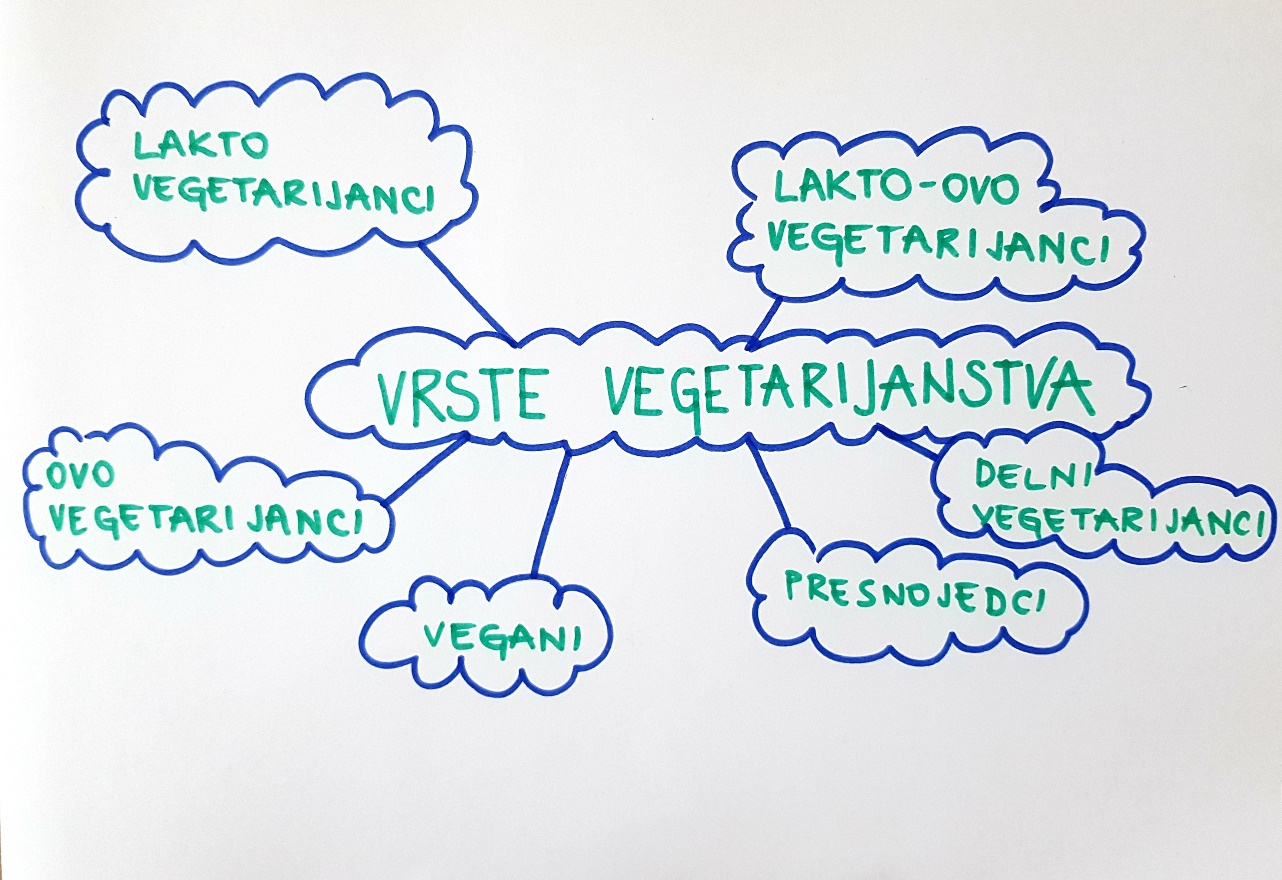 LAKTO
VEGETARIJANCI
LAKTO-OVO
VEGETARIJANCI
VRSTE VEGETARIJANSTVA
OVO
VEGETARIJANCI
DELNI
VEGETARIJANCI
VEGANI
PRESNOJEDCI